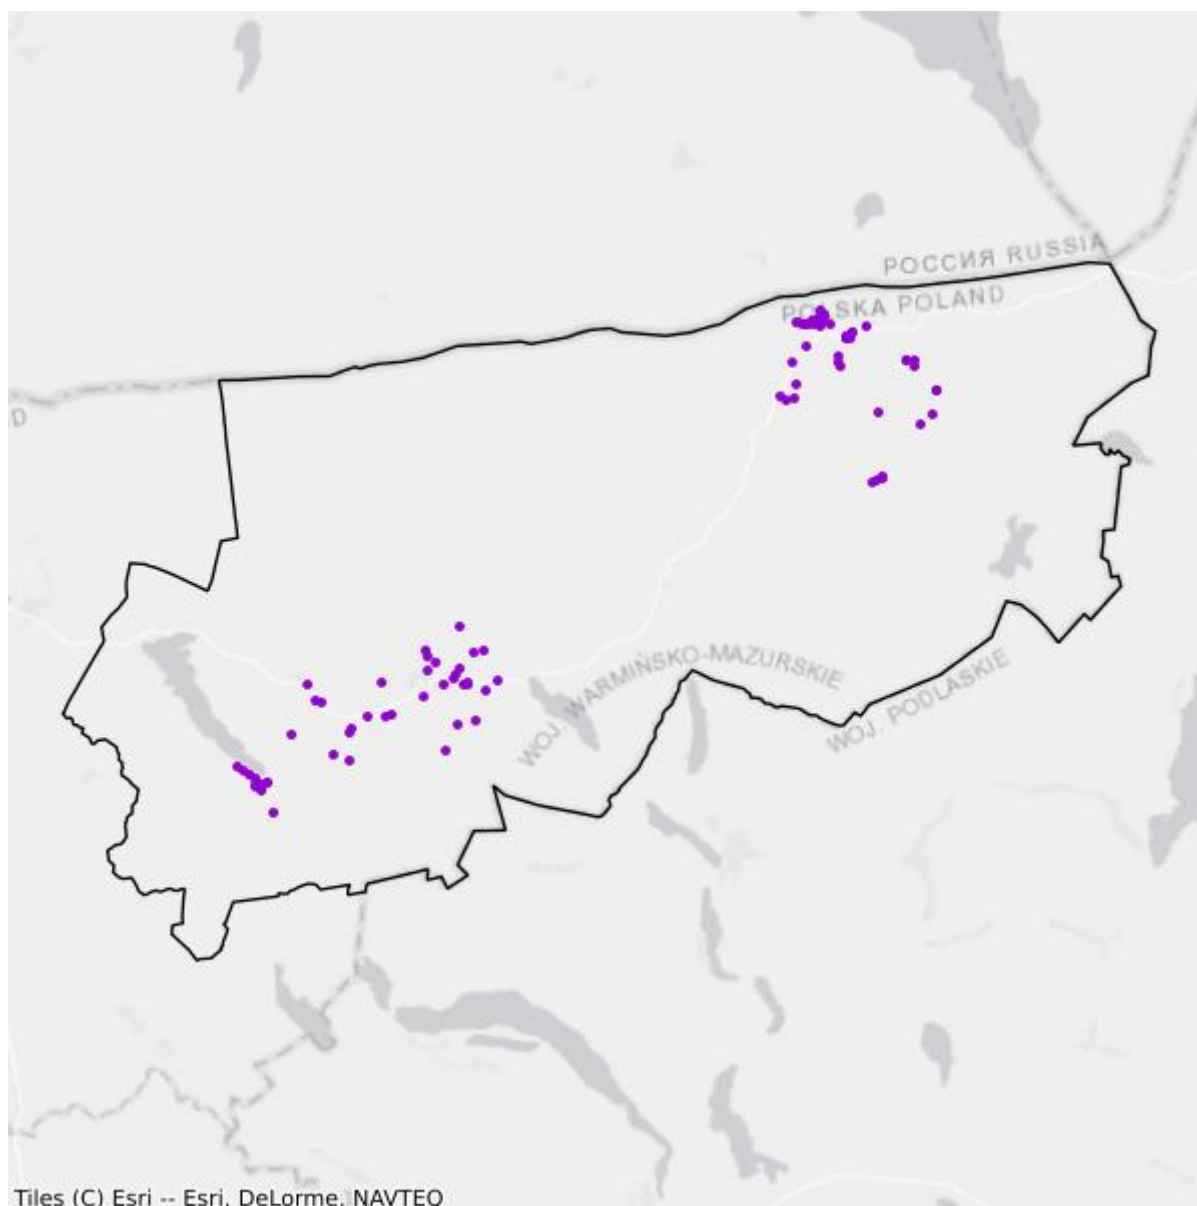 РОССИЯ RUSSIA
POLSKA POLAND
D
WOJ. WARMIŃSKO-MAZURSKIE
WOJ. PODLASKIE
Tiles (C) Esri -- Esri, DeLorme, NAVTEQ